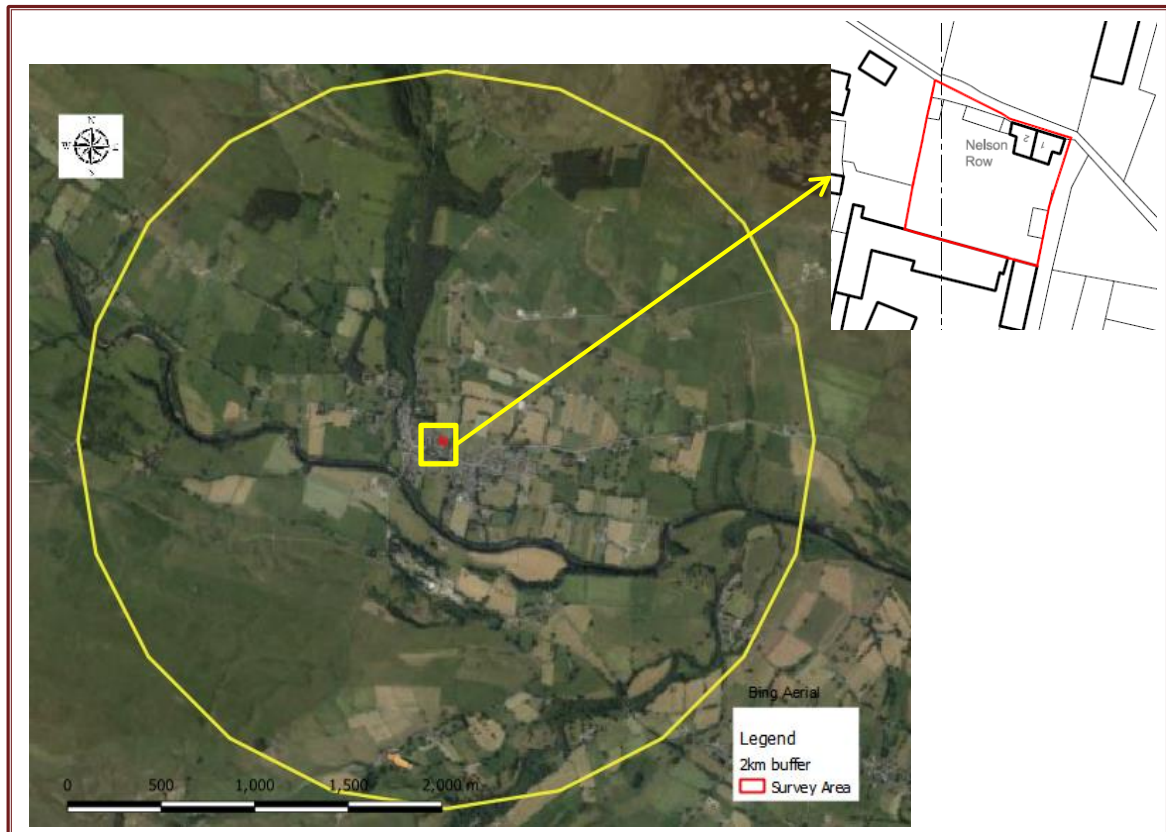 N
W E
S
Nelson
Row
2
1
Bing Aerial
Legend
2km buffer
Survey Area
0 500 1,000 1,500 2,000 m